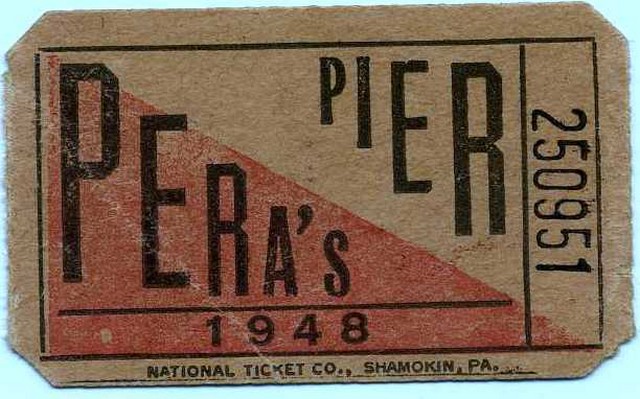 PERA'S
PIER
1948
250951
NATIONAL TICKET CO., SHAMOKIN, PA.